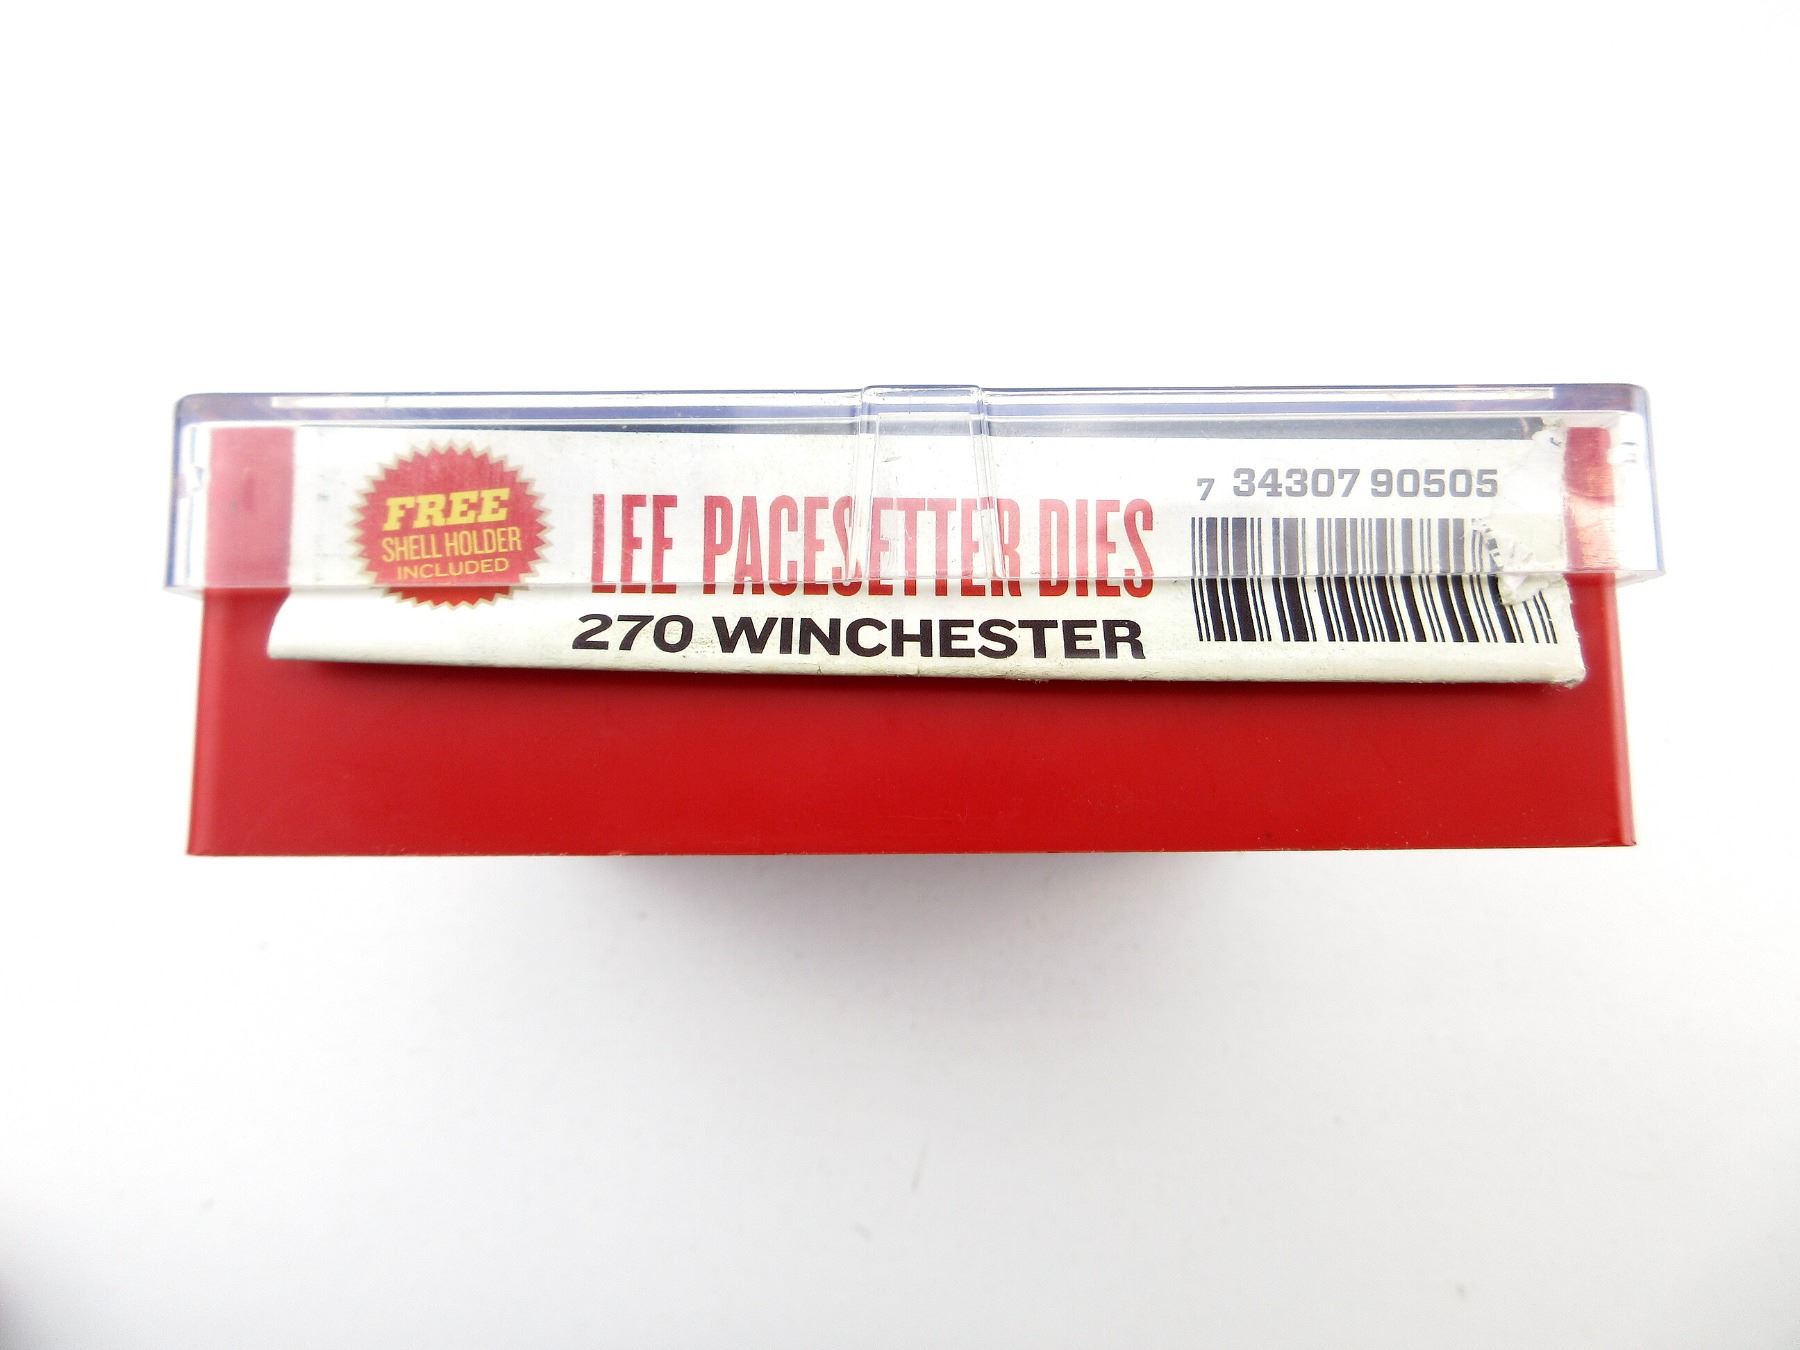 FREE
SHELL HOLDER
INCLUDED
LEE PACESETTER DIES
270 WINCHESTER
7 34307 90505